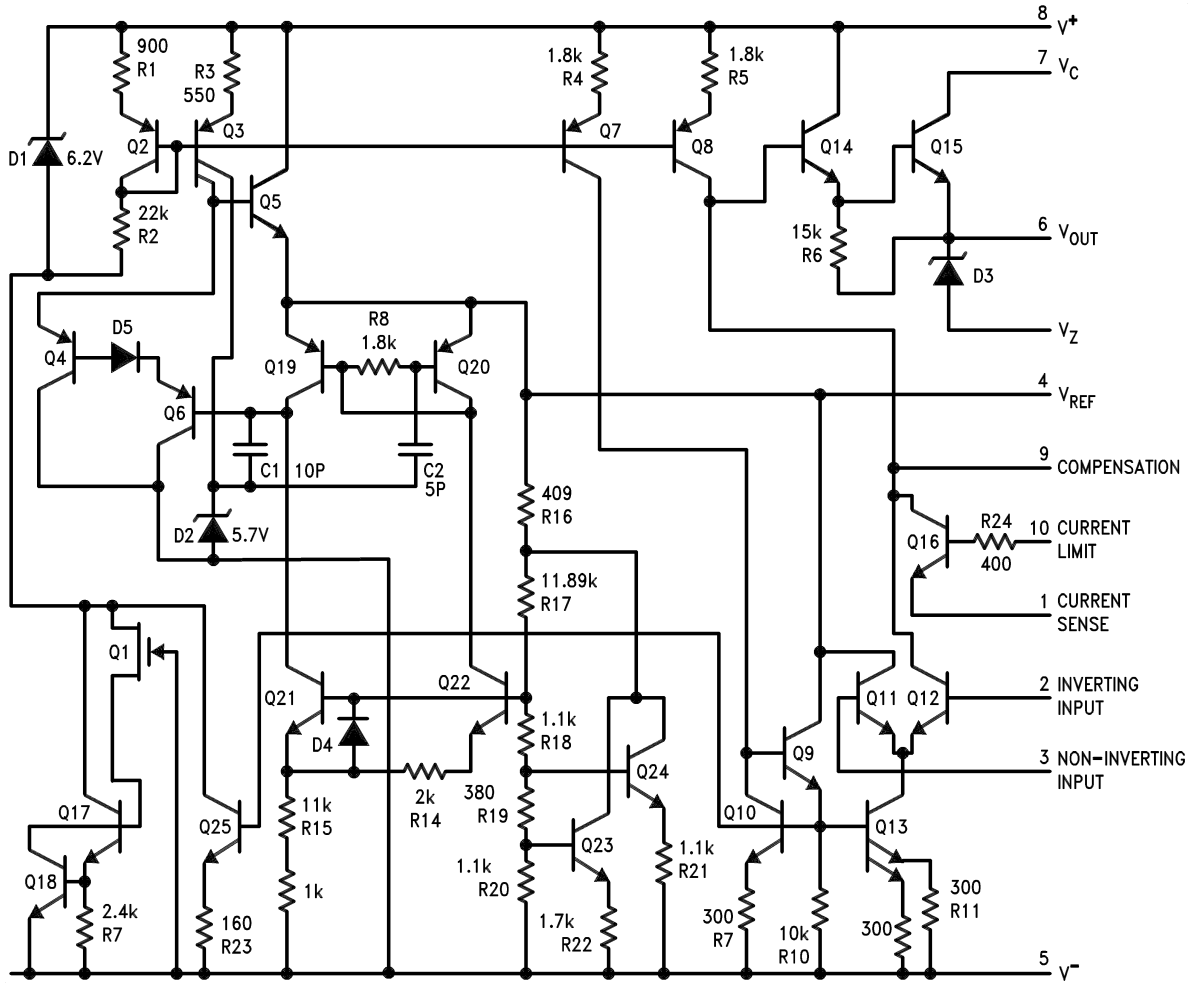 8 V+
900
R1
R3
550
1.8k
R4
1.8k
R5
7 VC
D1 6.2V
Q2
Q3
Q7
Q8
Q14
Q15
Q5
22k
R2
15k
R6
6 VOUT
D3
VZ
R8
1.8k
D5
Q4
Q19
Q20
Q6
4 VREF
C1 10P
C2
5P
9 COMPENSATION
409
R16
D2 5.7V
R24
400
10 CURRENT
LIMIT
Q16
11.89k
R17
1 CURRENT
SENSE
Q1
Q21
Q22
Q11
Q12
2 INVERTING
INPUT
D4
1.1k
R18
Q9
3 NON-INVERTING
INPUT
Q24
2k
R14
380
R19
11k
R15
Q17
Q25
Q10
Q13
Q23
1.1k
R21
Q18
1.1k
R20
1k
300
R11
2.4k
R7
160
R23
1.7k
R22
300
R7
10k
R10
300
5 V-